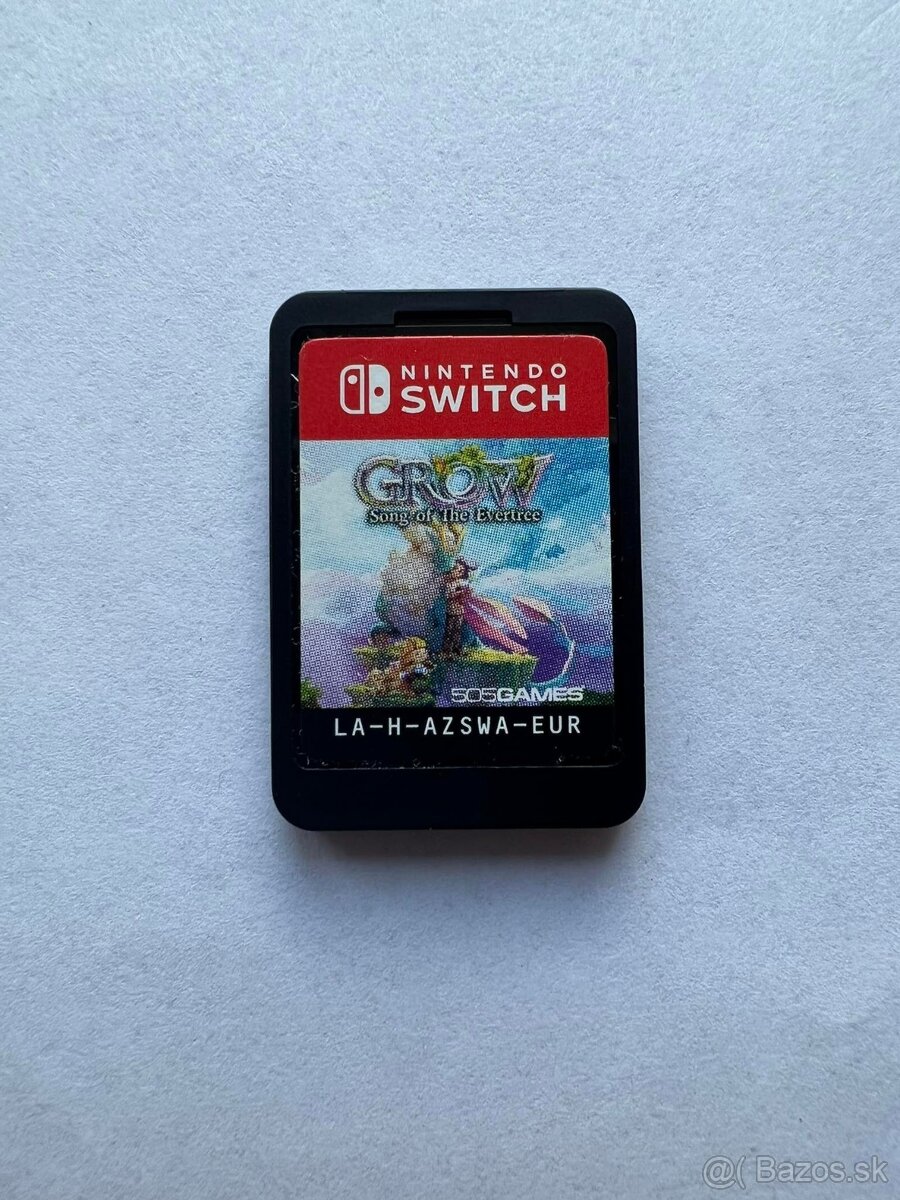 NINTENDO
SWITCH
GROW
Song of The Evertree
505GAMES
LA-H-AZSWA-EUR
@( Bazos.sk